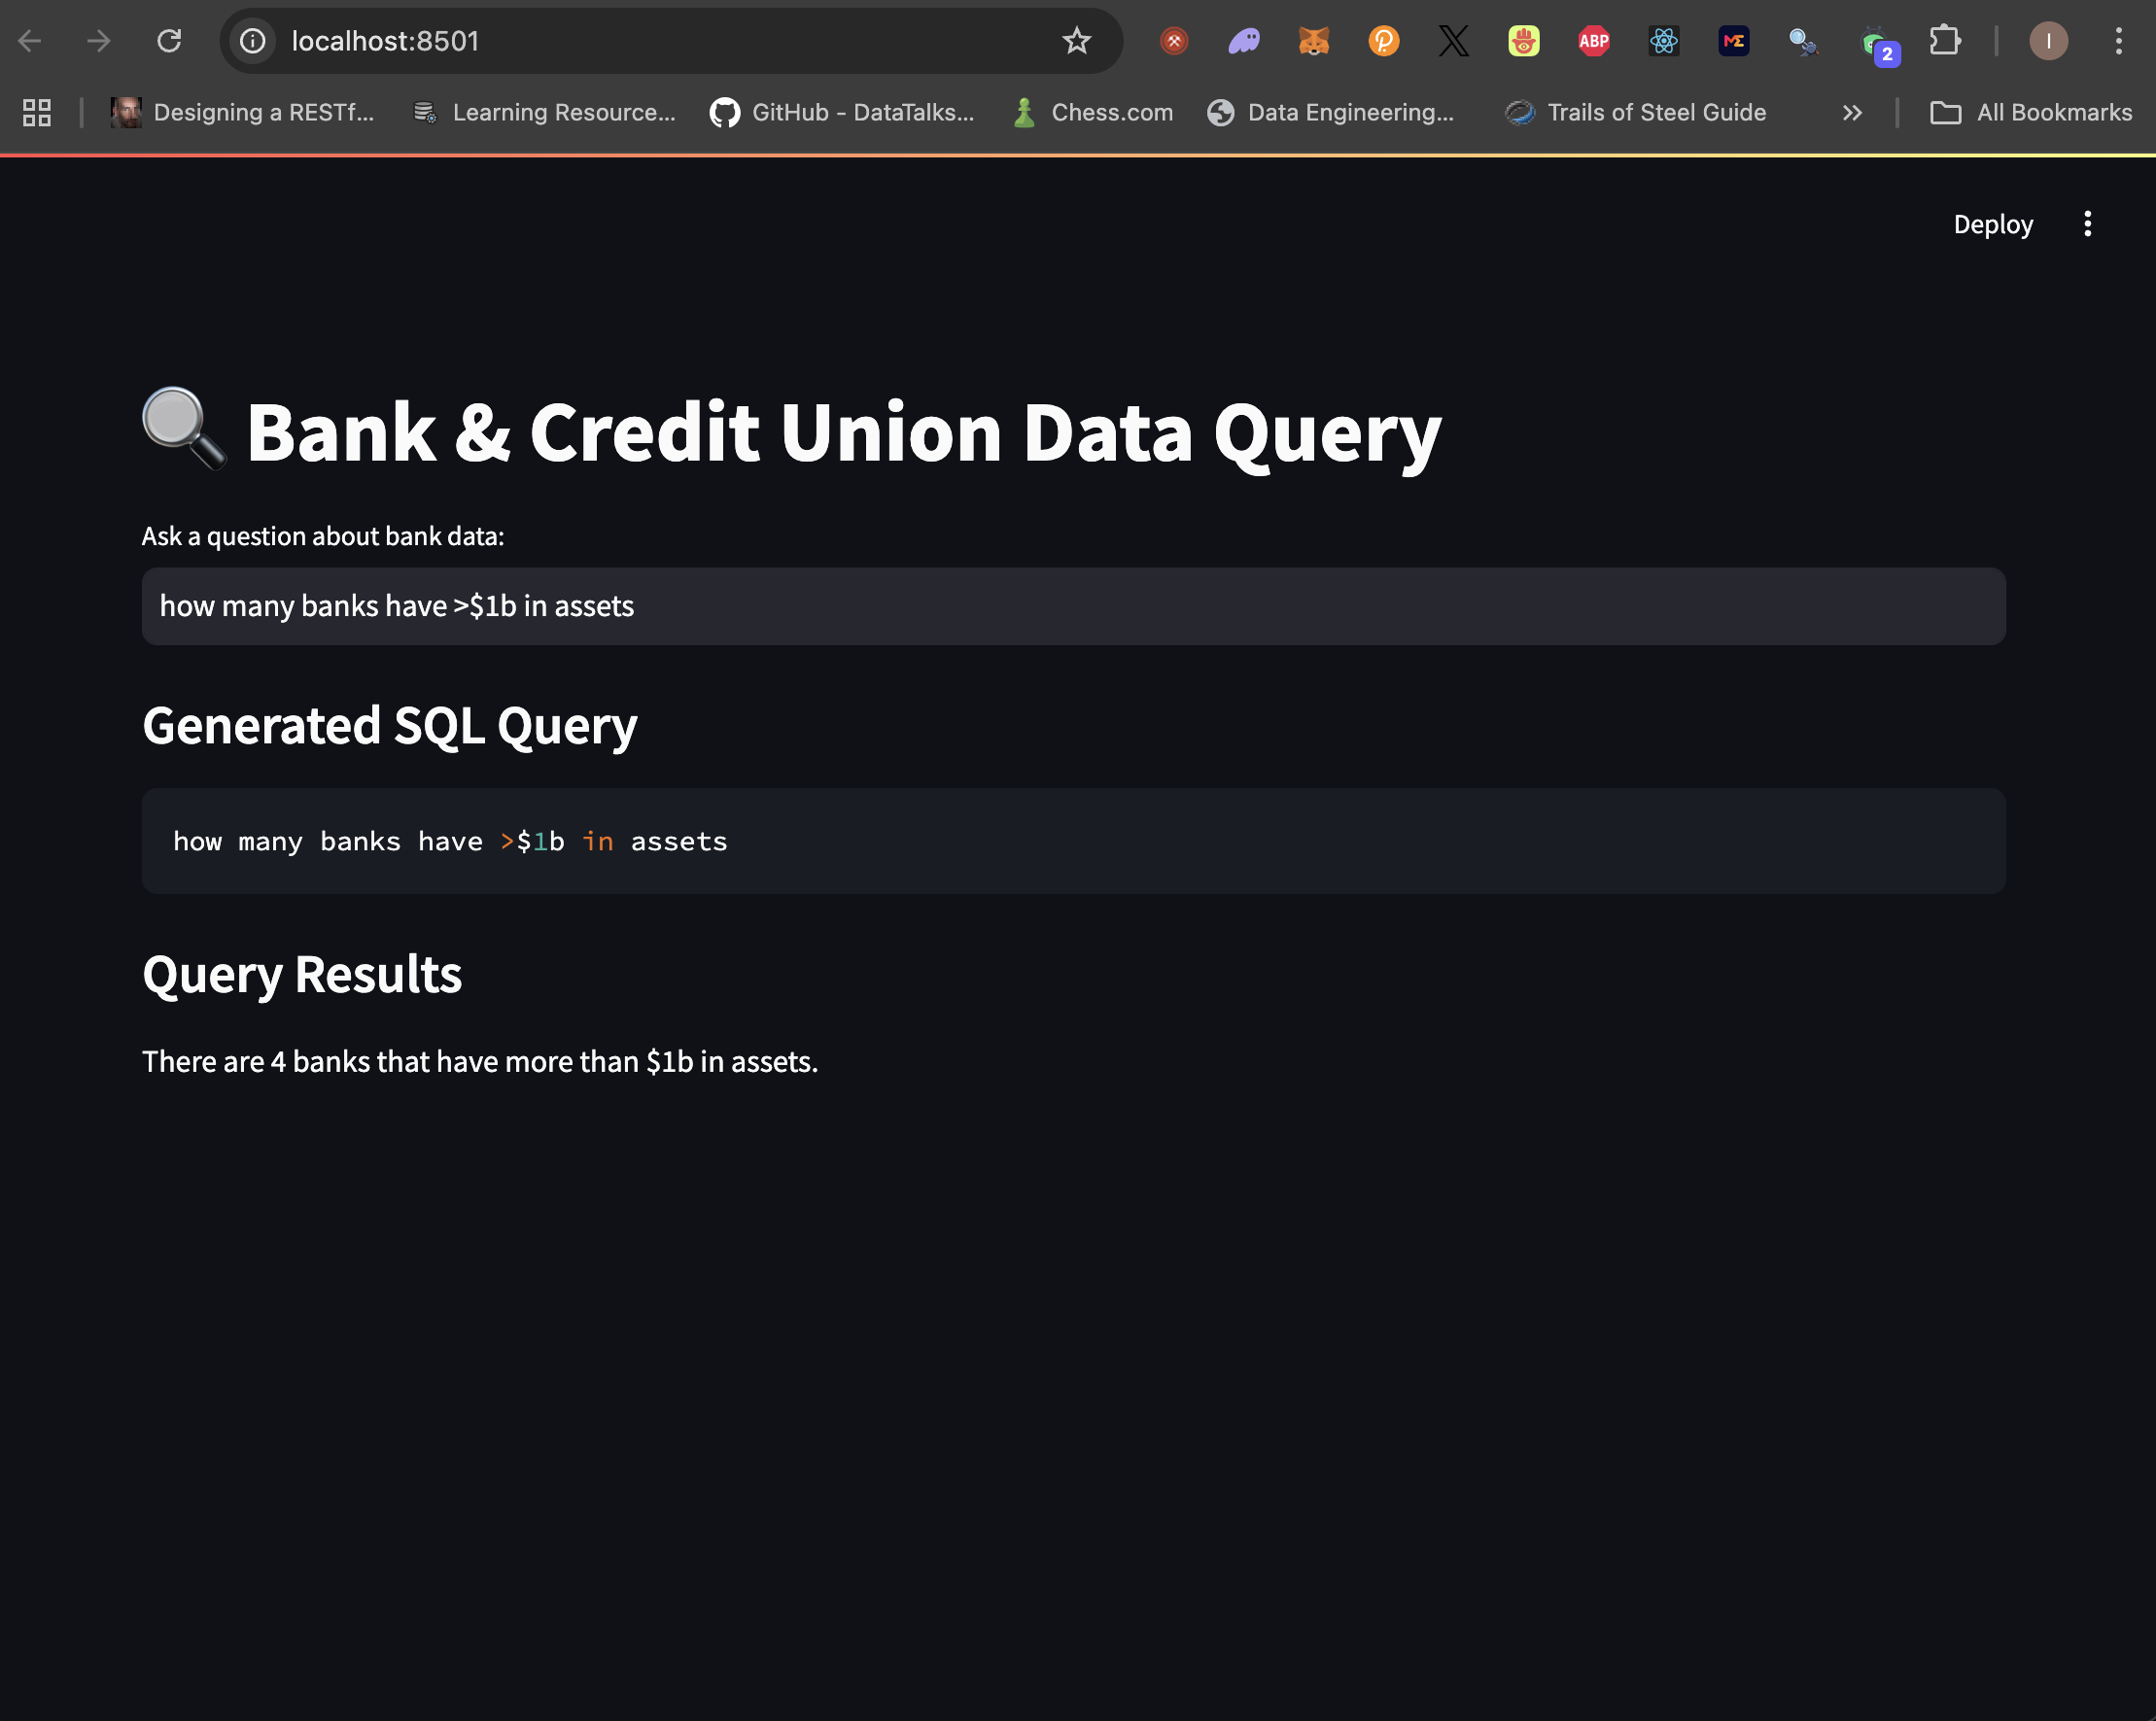 localhost:8501
ABP
2
I
Designing a RESTf...
Learning Resource...
GitHub - DataTalks...
Chess.com
Data Engineering...
Trails of Steel Guide
All Bookmarks
Deploy
Bank & Credit Union Data Query
Ask a question about bank data:
how many banks have >$1b in assets
Generated SQL Query
how many banks have >$1b in assets
Query Results
There are 4 banks that have more than $1b in assets.